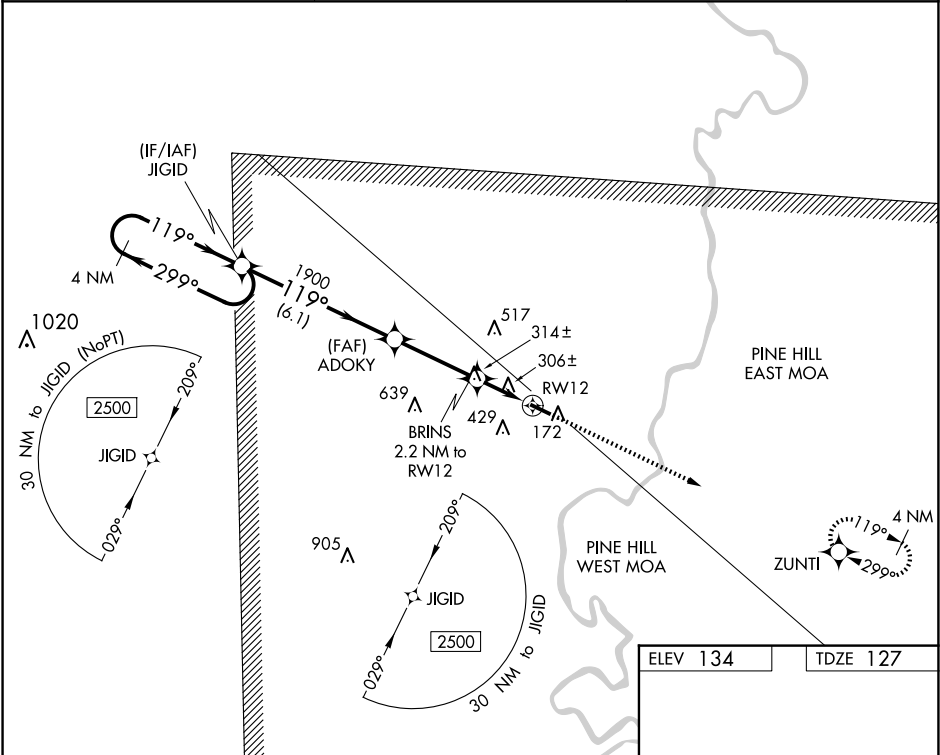 (IF/IAF)
JIGID
119°
299°
4 NM
1900
119°
(6.1)
(FAF)
ADOKY
1020
517
314±
306±
RW12
639
429
172
BRINS
2.2 NM to
RW12
PINE HILL
EAST MOA
30 NM to JIGID (NoPT)
209°
2500
JIGID
029°
905
209°
JIGID
2500
029°
30 NM to JIGID
PINE HILL
WEST MOA
119°
4 NM
ZUNTI
299°
ELEV 134
TDZE 127